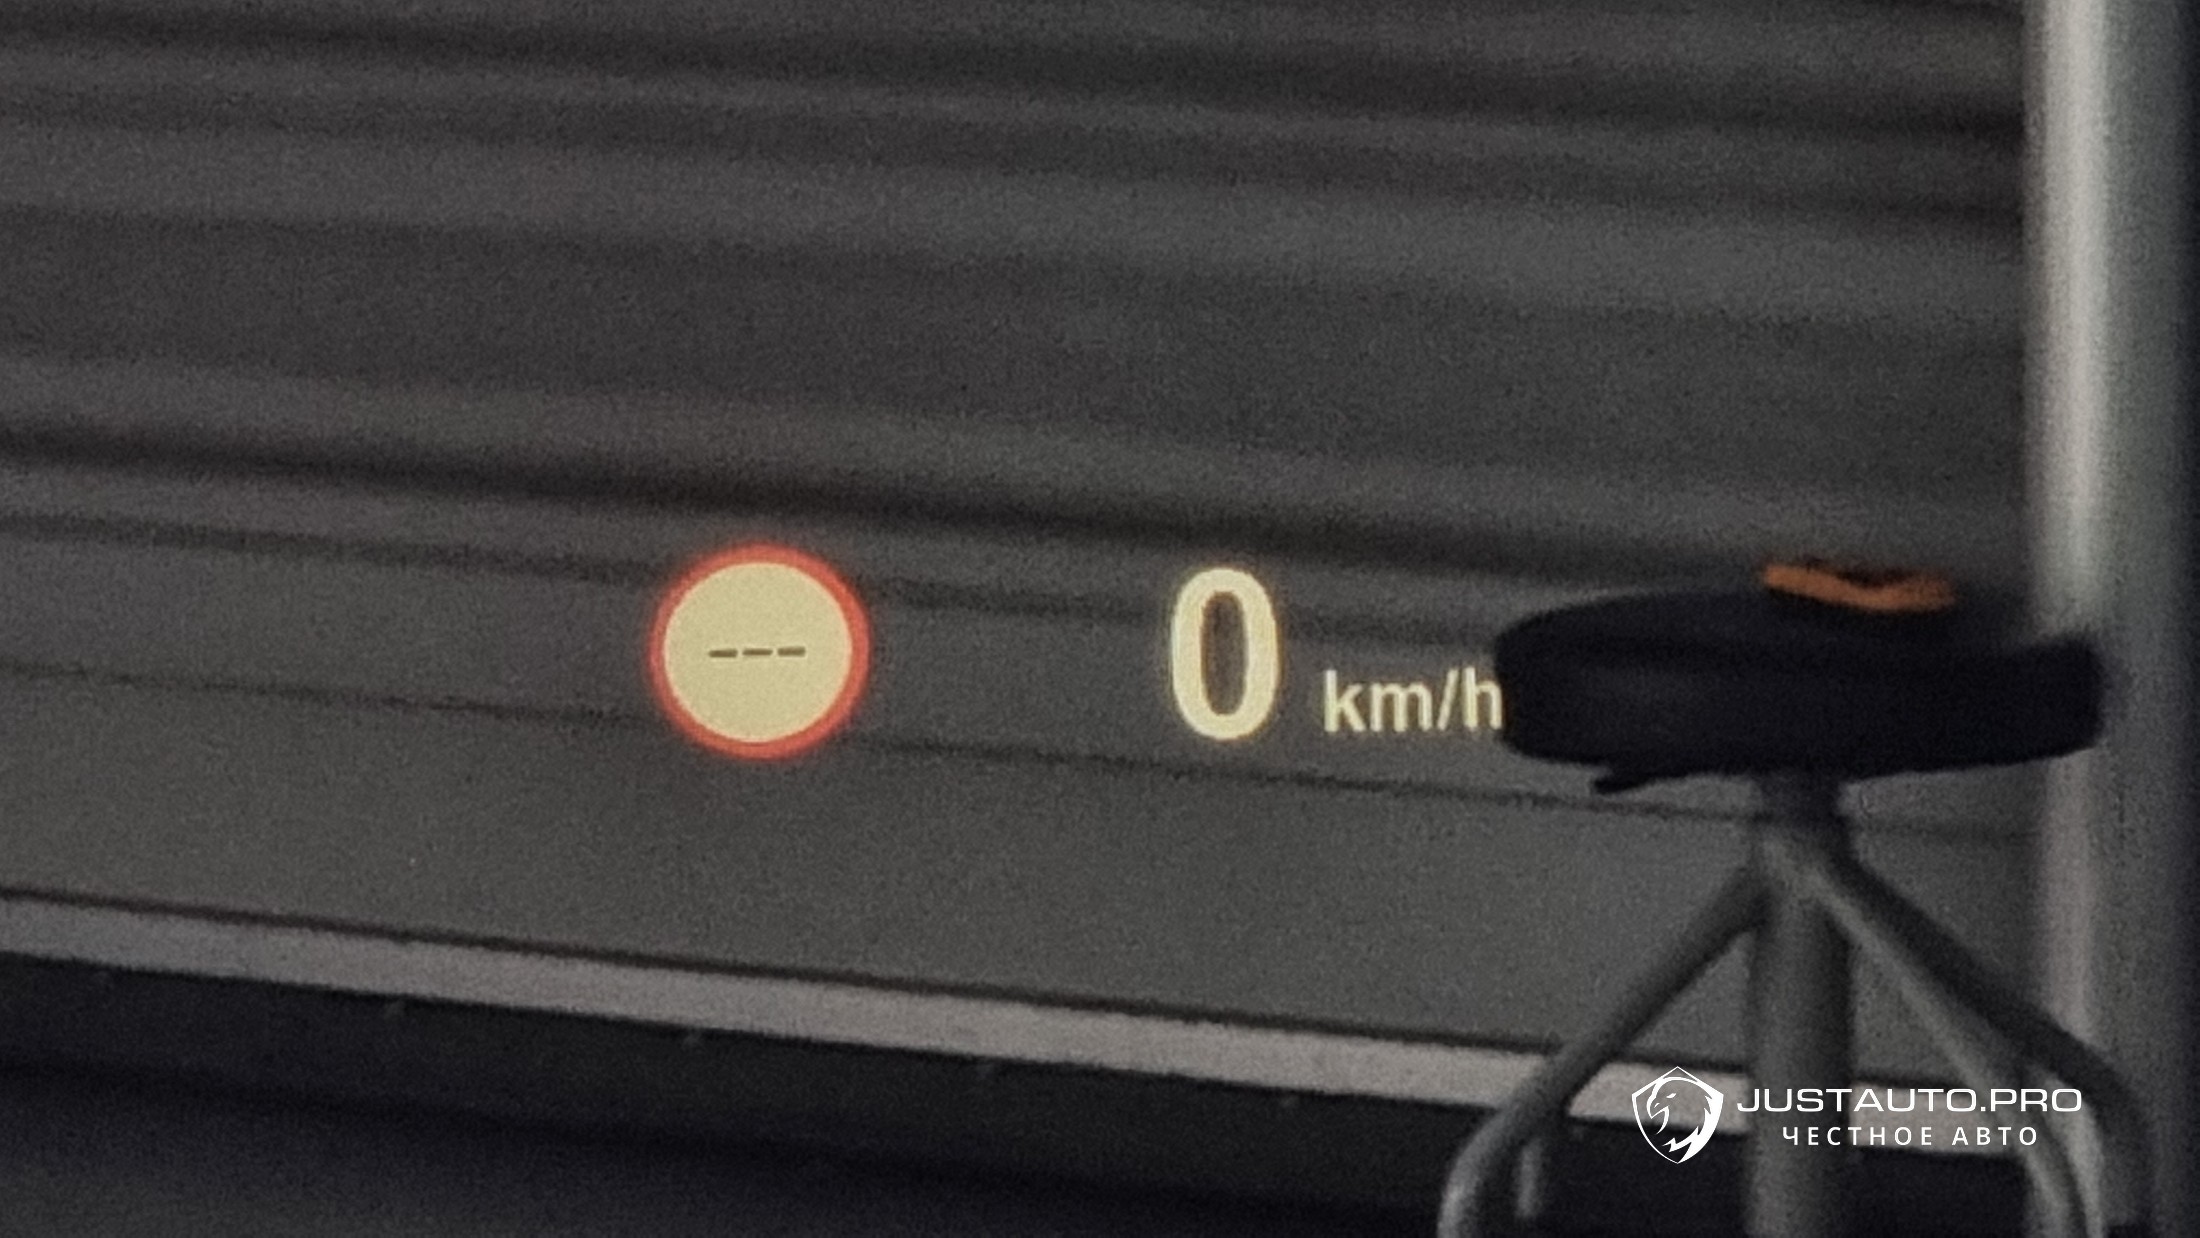 ---
0 km/h
JUSTAUTO.PRO
ЧЕСТНОЕ АВТО